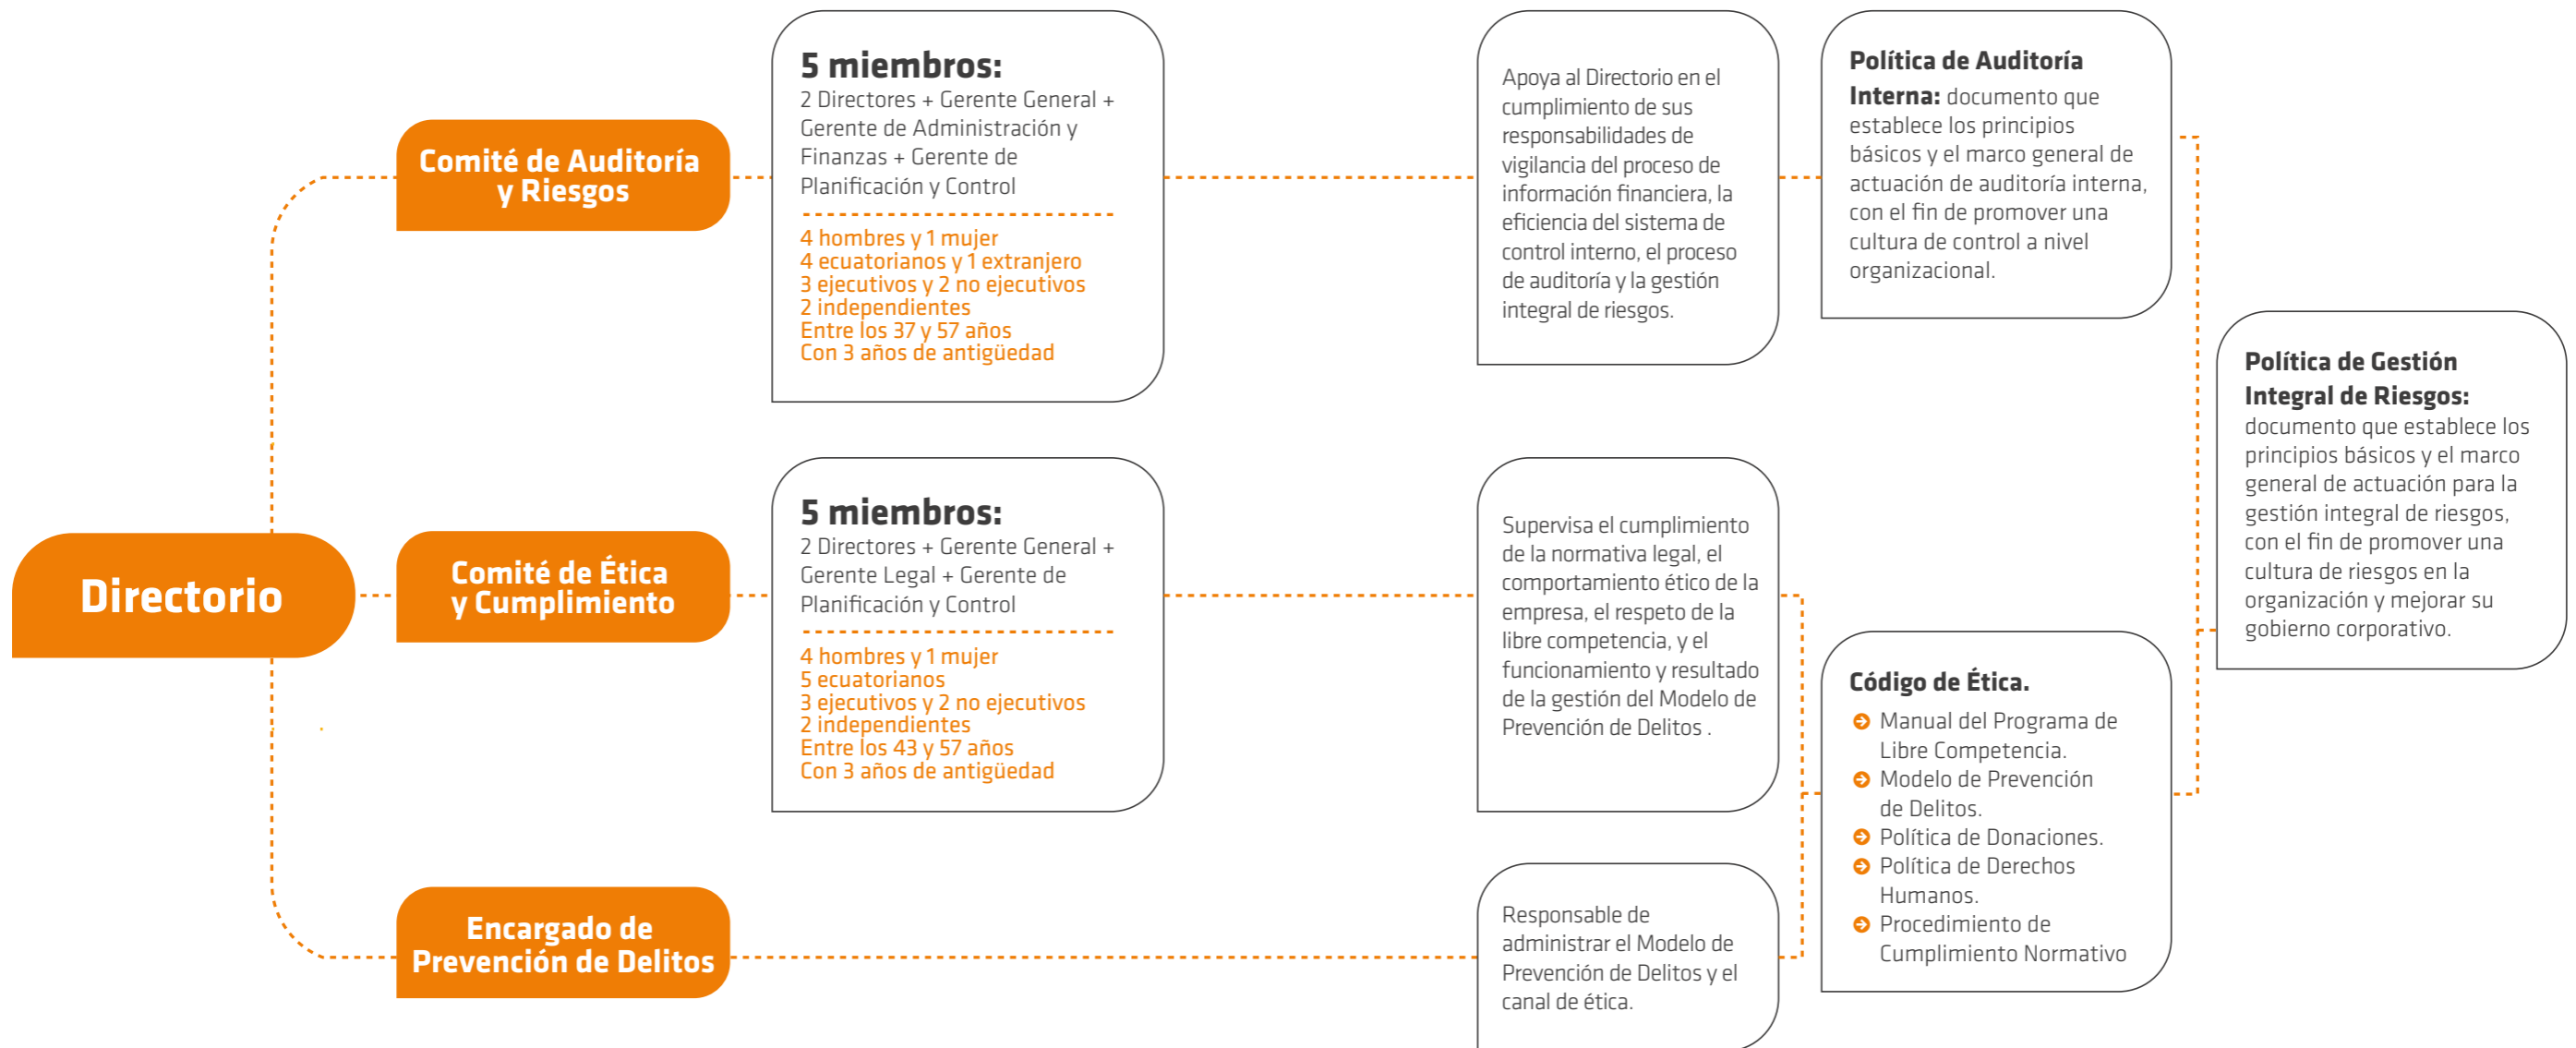 Directorio
Comité de Auditoría
y Riesgos
5 miembros:
2 Directores + Gerente General +
Gerente de Administración y
Finanzas + Gerente de
Planificación y Control
4 hombres y 1 mujer
4 ecuatorianos y 1 extranjero
3 ejecutivos y 2 no ejecutivos
2 independientes
Entre los 37 y 57 años
Con 3 años de antigüedad
Apoya al Directorio en el
cumplimiento de sus
responsabilidades de
vigilancia del proceso de
información financiera, la
eficiencia del sistema de
control interno, el proceso
de auditoría y la gestión
integral de riesgos.
Política de Auditoría
Interna: documento que
establece los principios
básicos y el marco general de
actuación de auditoría interna,
con el fin de promover una
cultura de control a nivel
organizacional.
Comité de Ética
y Cumplimiento
5 miembros:
2 Directores + Gerente General +
Gerente Legal + Gerente de
Planificación y Control
4 hombres y 1 mujer
5 ecuatorianos
3 ejecutivos y 2 no ejecutivos
2 independientes
Entre los 43 y 57 años
Con 3 años de antigüedad
Supervisa el cumplimiento
de la normativa legal, el
comportamiento ético de la
empresa, el respeto de la
libre competencia, y el
funcionamiento y resultado
de la gestión del Modelo de
Prevención de Delitos .
Encargado de
Prevención de Delitos
Responsable de
administrar el Modelo de
Prevención de Delitos y el
canal de ética.
Código de Ética.
Manual del Programa de
Libre Competencia.
Modelo de Prevención
de Delitos.
Política de Donaciones.
Política de Derechos
Humanos.
Procedimiento de
Cumplimiento Normativo
Política de Gestión
Integral de Riesgos:
documento que establece los
principios básicos y el marco
general de actuación para la
gestión integral de riesgos,
con el fin de promover una
cultura de riesgos en la
organización y mejorar su
gobierno corporativo.